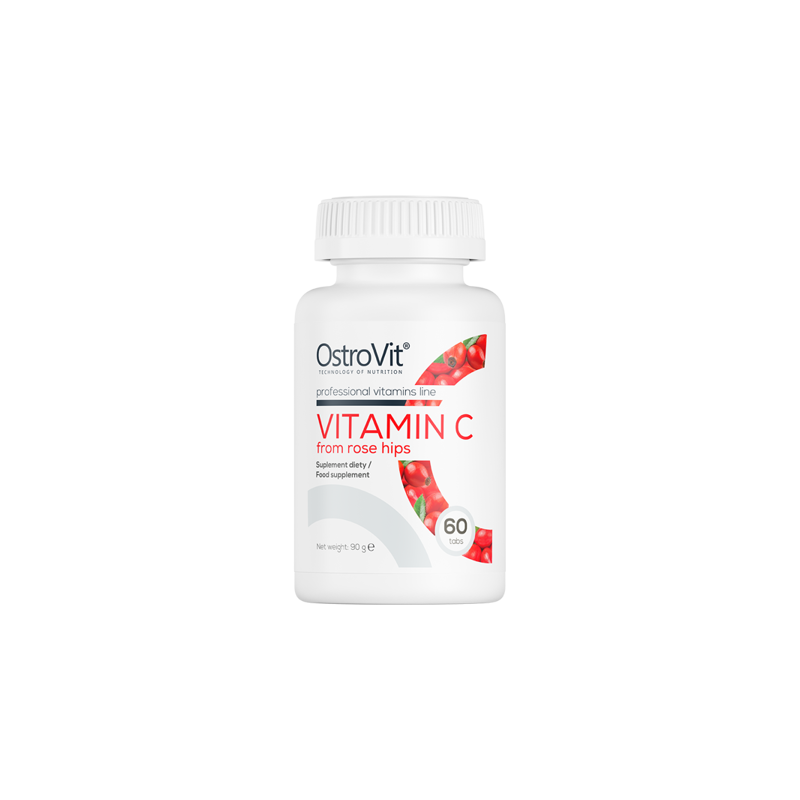 OstroVit®
TECHNOLOGY OF NUTRITION
professional vitamins line
VITAMIN C
from rose hips
Suplement diety /
Food supplement
60
tabs
Net weight: 90 g ℮